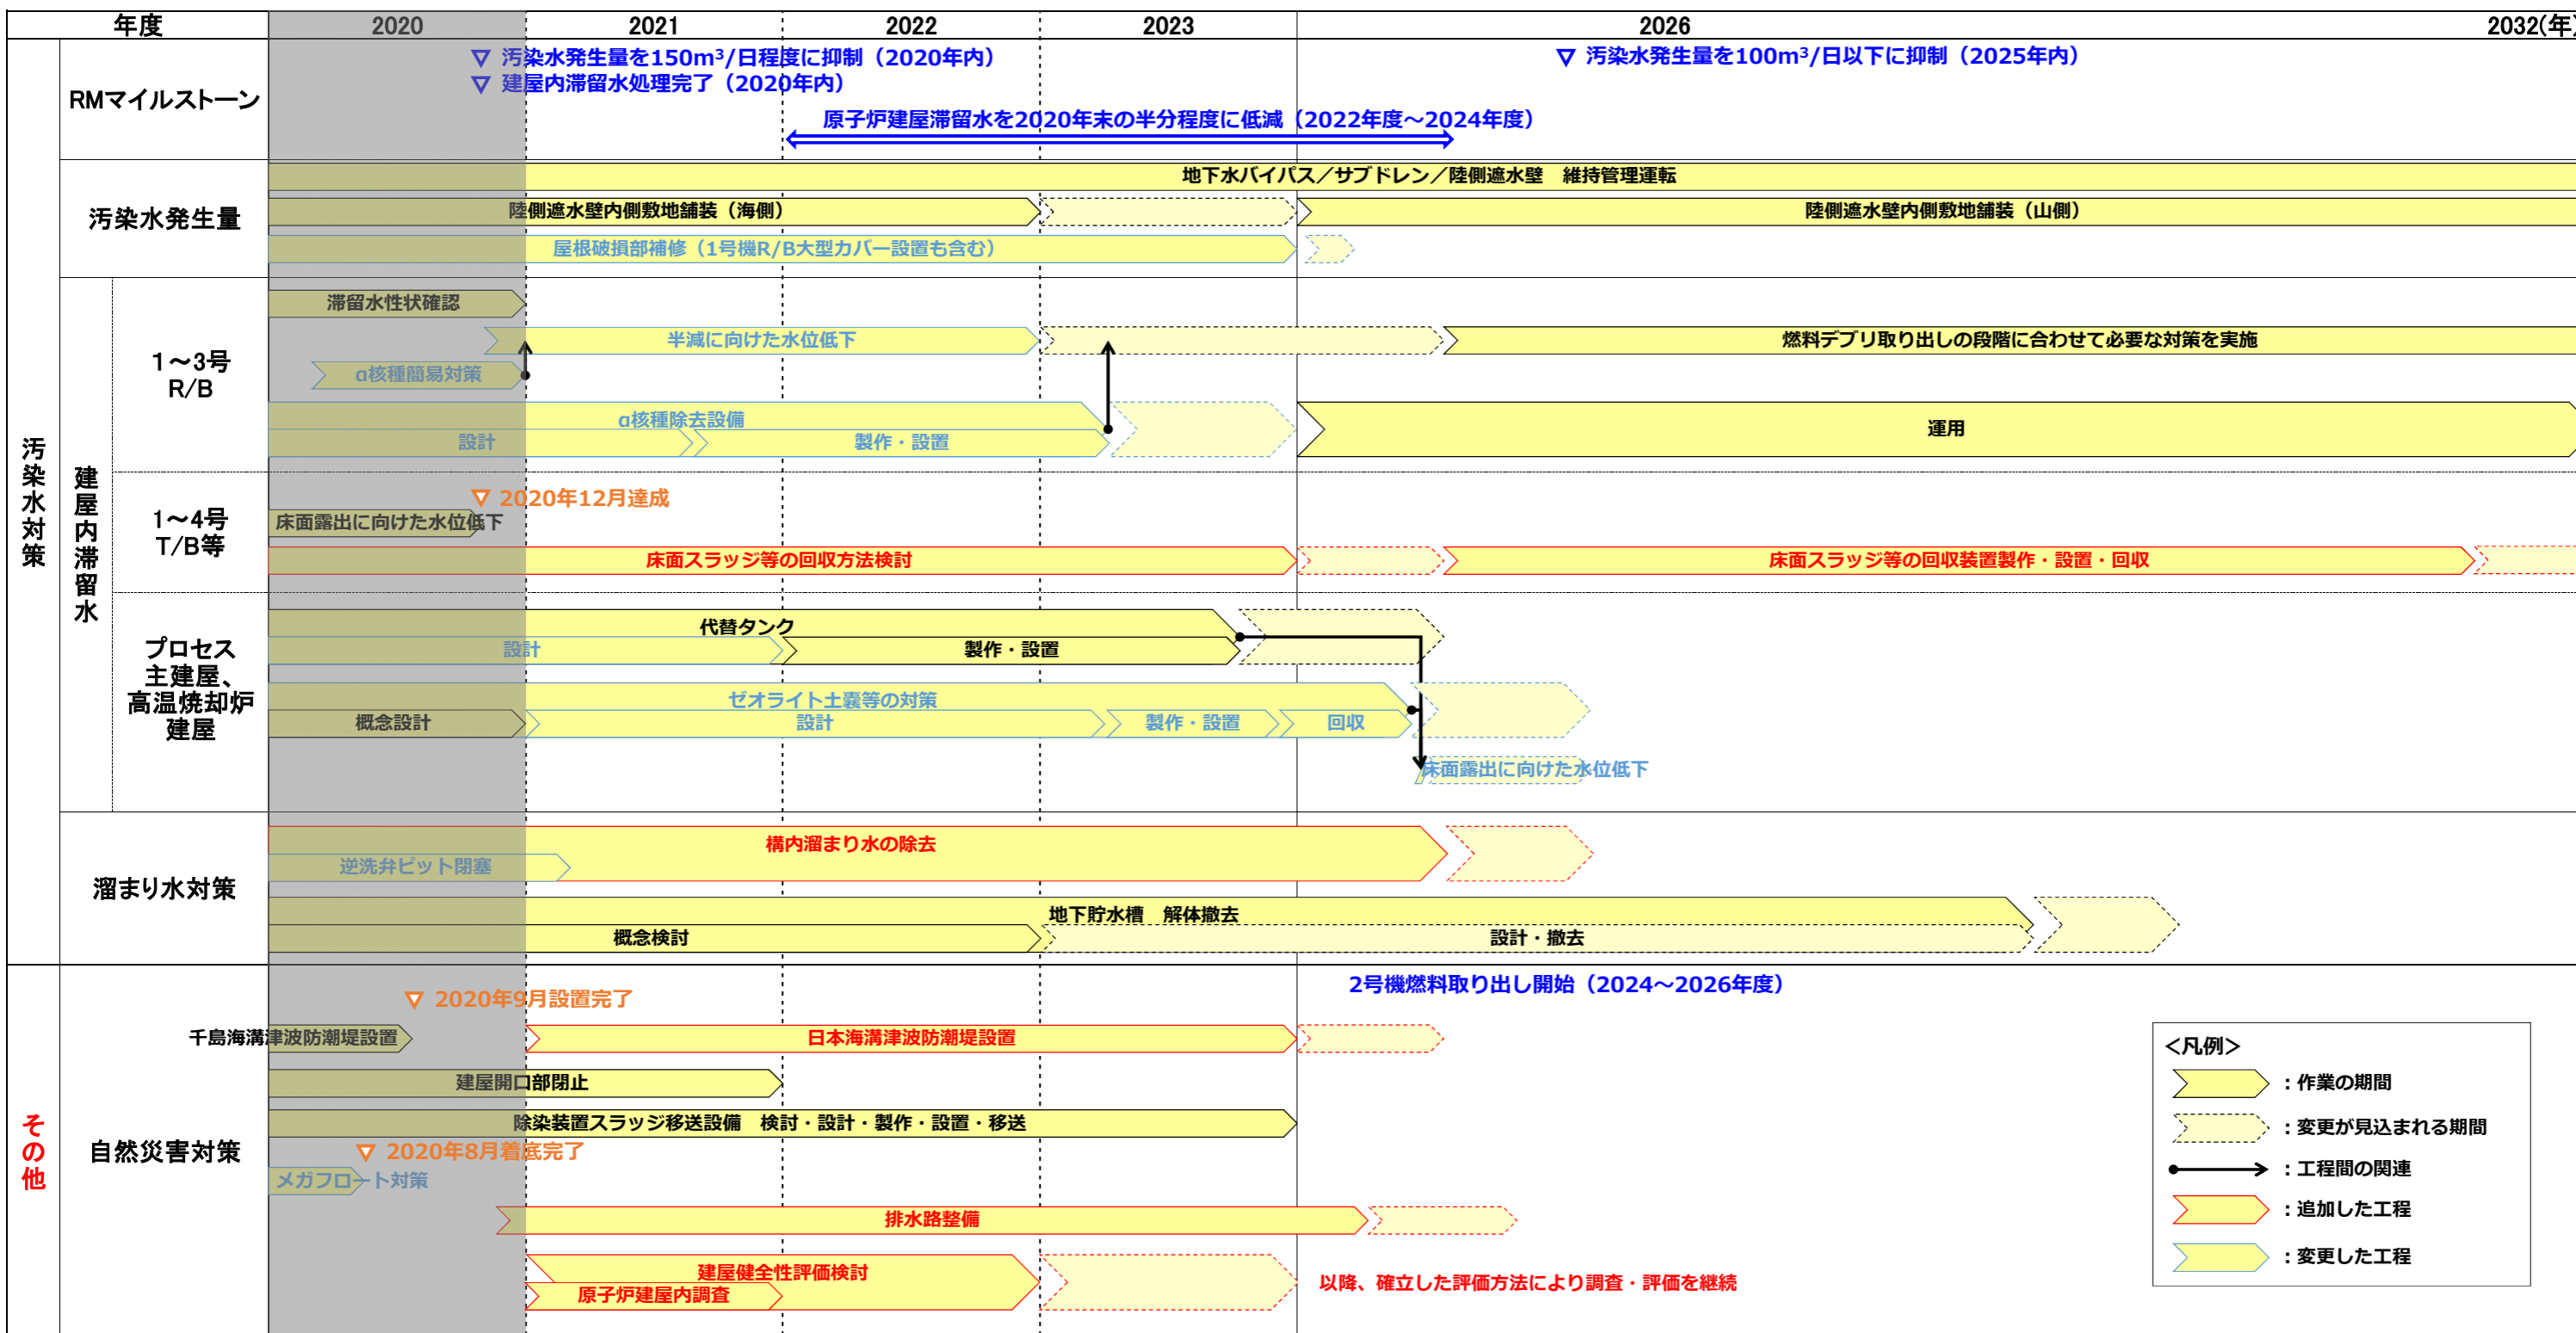 年度
2020
2021
2022
2023
2026
2032(年)
汚染水対策
RMマイルストーン
▽ 汚染水発生量を150m³/日程度に抑制（2020年内）
▽ 汚染水発生量を100m³/日以下に抑制（2025年内）
▽ 建屋内滞留水処理完了（2020年内）
原子炉建屋滞留水を2020年末の半分程度に低減（2022年度～2024年度）
汚染水発生量
地下水バイパス／サブドレン／陸側遮水壁　維持管理運転
陸側遮水壁内側敷地舗装（海側）
陸側遮水壁内側敷地舗装（山側）
屋根破損部補修（1号機R/B大型カバー設置も含む）
建屋内滞留水
1～3号
R/B
滞留水性状確認
半減に向けた水位低下
燃料デブリ取り出しの段階に合わせて必要な対策を実施
α核種簡易対策
α核種除去設備
設計
製作・設置
運用
1～4号
T/B等
▽ 2020年12月達成
床面露出に向けた水位低下
床面スラッジ等の回収方法検討
床面スラッジ等の回収装置製作・設置・回収
プロセス
主建屋、
高温焼却炉
建屋
代替タンク
設計
製作・設置
ゼオライト土嚢等の対策
概念設計
設計
製作・設置
回収
床面露出に向けた水位低下
溜まり水対策
構内溜まり水の除去
逆洗弁ピット閉塞
地下貯水槽　解体撤去
概念検討
設計・撤去
その他
自然災害対策
2号機燃料取り出し開始（2024～2026年度）
▽ 2020年9月設置完了
千島海溝津波防潮堤設置
日本海溝津波防潮堤設置
建屋開口部閉止
除染装置スラッジ移送設備　検討・設計・製作・設置・移送
▽ 2020年8月着底完了
メガフロート対策
排水路整備
建屋健全性評価検討
原子炉建屋内調査
以降、確立した評価方法により調査・評価を継続
＜凡例＞
：作業の期間
：変更が見込まれる期間
：工程間の関連
：追加した工程
：変更した工程